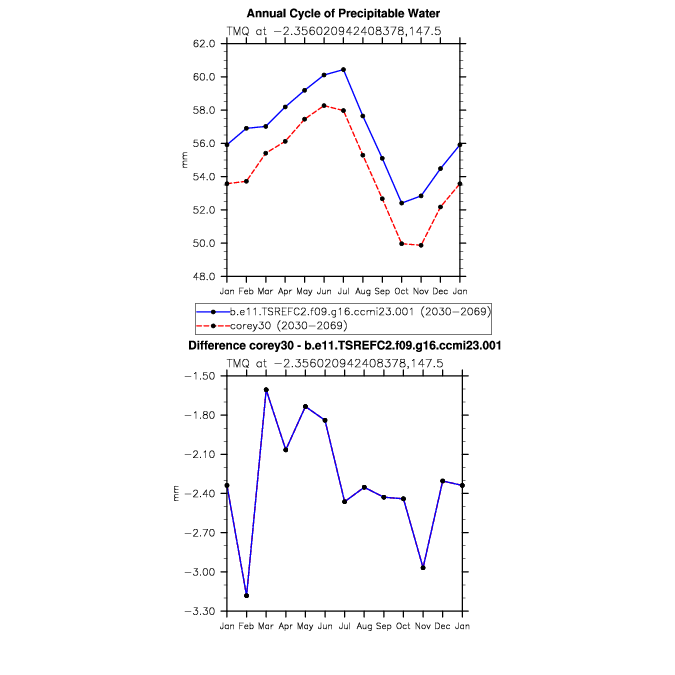 Annual Cycle of Precipitable Water
TMQ at −2.356020942408378,147.5
62.0
60.0
58.0
56.0
54.0
52.0
50.0
48.0
mm
Jan Feb Mar Apr May Jun Jul Aug Sep Oct Nov Dec Jan
b.e11.TSREFC2.f09.g16.ccmi23.001 (2030−2069)
corey30 (2030−2069)
Difference corey30 - b.e11.TSREFC2.f09.g16.ccmi23.001
TMQ at −2.356020942408378,147.5
−1.50
−1.80
−2.10
−2.40
−2.70
−3.00
−3.30
mm
Jan Feb Mar Apr May Jun Jul Aug Sep Oct Nov Dec Jan